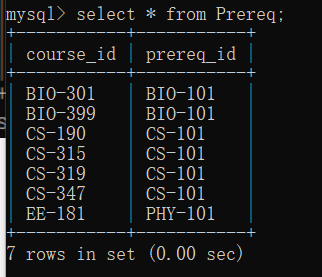 mysql> select * from Prereq;
+-----------+-----------+
| course_id | prereq_id |
+-----------+-----------+
| BIO-301 | BIO-101 |
| BIO-399 | BIO-101 |
| CS-190 | CS-101 |
| CS-315 | CS-101 |
| CS-319 | CS-101 |
| CS-347 | CS-101 |
| EE-181 | PHY-101 |
+-----------+-----------+
7 rows in set (0.00 sec)